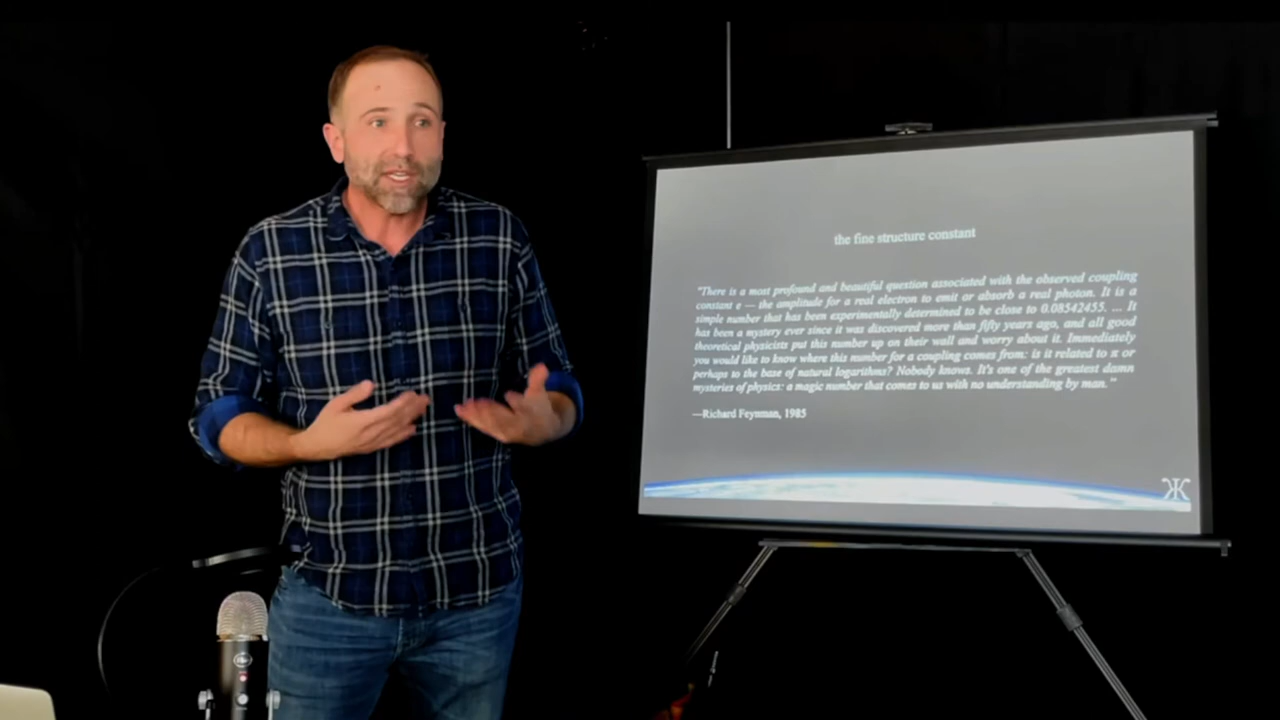 the fine structure constant
"There is a most profound and beautiful question associated with the observed coupling
constant e — the amplitude for a real electron to emit or absorb a real photon. It is a
simple number that has been experimentally determined to be close to 0.08542455. ... It
has been a mystery ever since it was discovered more than fifty years ago, and all good
theoretical physicists put this number up on their wall and worry about it. Immediately
you would like to know where this number for a coupling comes from: is it related to π or
perhaps to the base of natural logarithms? Nobody knows. It's one of the greatest damn
mysteries of physics: a magic number that comes to us with no understanding by man."
—Richard Feynman, 1985